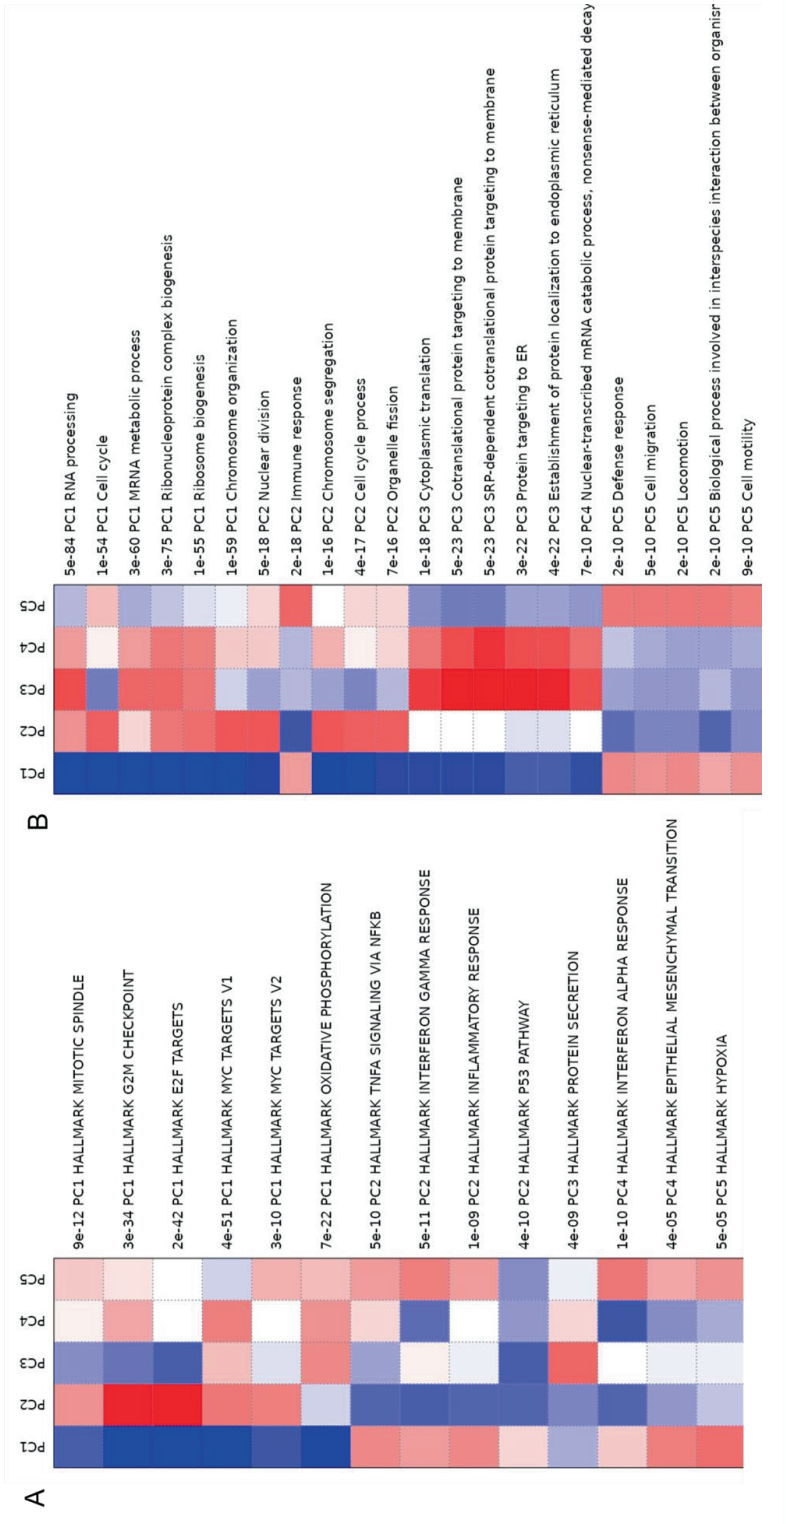 A
PC1
PC2
PC3
PC4
PC5
9e-12 PC1 HALLMARK MITOTIC SPINDLE
3e-34 PC1 HALLMARK G2M CHECKPOINT
2e-42 PC1 HALLMARK E2F TARGETS
4e-51 PC1 HALLMARK MYC TARGETS V1
3e-10 PC1 HALLMARK MYC TARGETS V2
7e-22 PC1 HALLMARK OXIDATIVE PHOSPHORYLATION
5e-10 PC2 HALLMARK TNFA SIGNALING VIA NFKB
5e-11 PC2 HALLMARK INTERFERON GAMMA RESPONSE
1e-09 PC2 HALLMARK INFLAMMATORY RESPONSE
4e-10 PC2 HALLMARK P53 PATHWAY
4e-09 PC3 HALLMARK PROTEIN SECRETION
1e-10 PC4 HALLMARK INTERFERON ALPHA RESPONSE
4e-05 PC4 HALLMARK EPITHELIAL MESENCHYMAL TRANSITION
5e-05 PC5 HALLMARK HYPOXIA
B
PC1
PC2
PC3
PC4
PC5
5e-84 PC1 RNA processing
1e-54 PC1 Cell cycle
3e-60 PC1 MRNA metabolic process
3e-75 PC1 Ribonucleoprotein complex biogenesis
1e-55 PC1 Ribosome biogenesis
1e-59 PC1 Chromosome organization
5e-18 PC2 Nuclear division
2e-18 PC2 Immune response
1e-16 PC2 Chromosome segregation
4e-17 PC2 Cell cycle process
7e-16 PC2 Organelle fission
1e-18 PC3 Cytoplasmic translation
5e-23 PC3 Cotranslational protein targeting to membrane
5e-23 PC3 SRP-dependent cotranslational protein targeting to membrane
3e-22 PC3 Protein targeting to ER
4e-22 PC3 Establishment of protein localization to endoplasmic reticulum
7e-10 PC4 Nuclear-transcribed mRNA catabolic process, nonsense-mediated decay
2e-10 PC5 Defense response
5e-10 PC5 Cell migration
2e-10 PC5 Locomotion
2e-10 PC5 Biological process involved in interspecies interaction between
9e-10 PC5 Cell motility